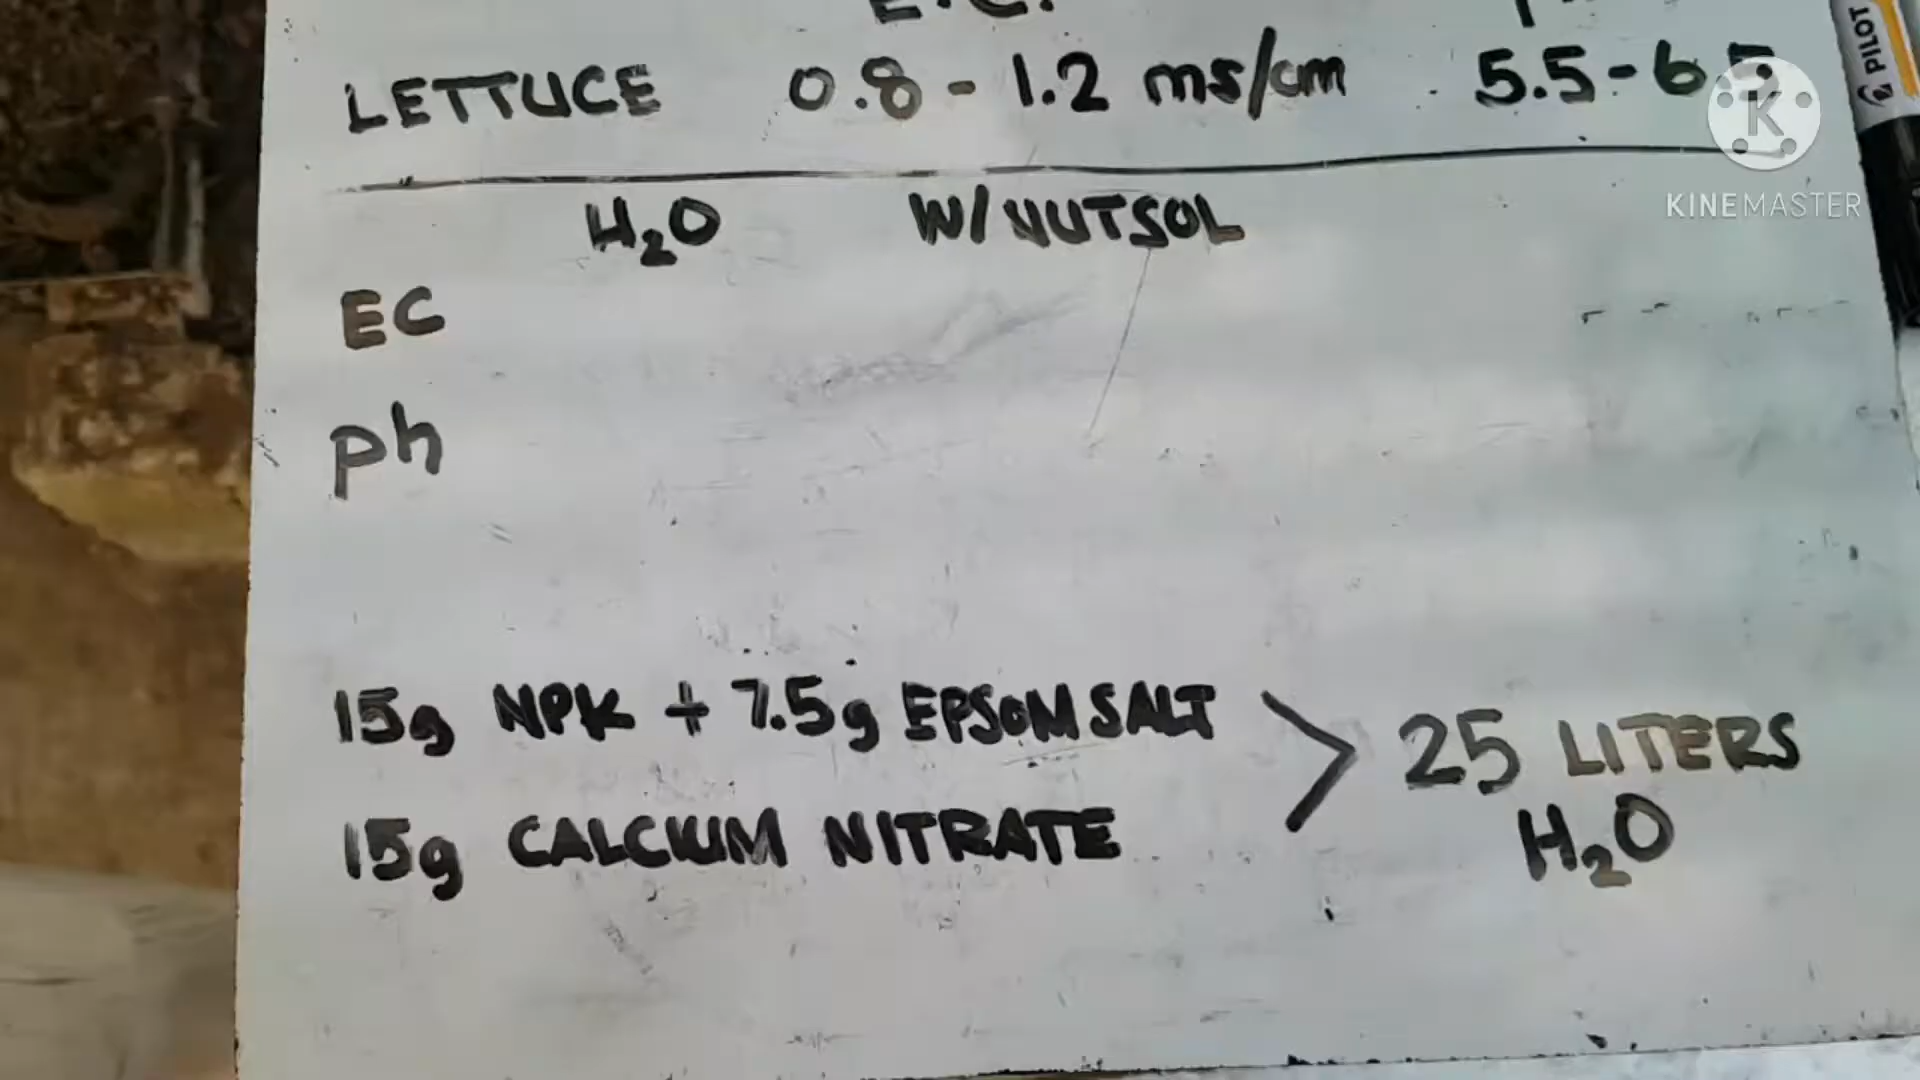 E.C.
LETTUCE 0.8 - 1.2 ms/cm 5.5-6.5
H₂O W/ NUTSOL
EC
ph
15g NPK + 7.5g EPSOM SALT > 25 LITERS
15g CALCIUM NITRATE H₂O
PILOT
K
KINEMASTER